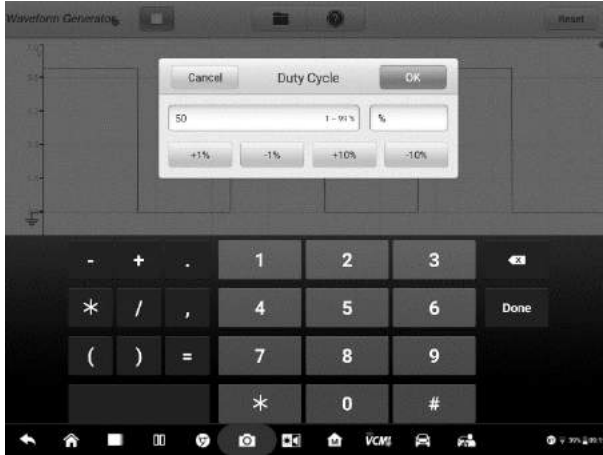 Waveform Generator
Reset
Cancel
Duty Cycle
OK
50
1 ~ 99 %
%
+1%
-1%
+10%
-10%
- + . 1 2 3
* / , 4 5 6 Done
( ) = 7 8 9
* 0 #
VCMI
39%